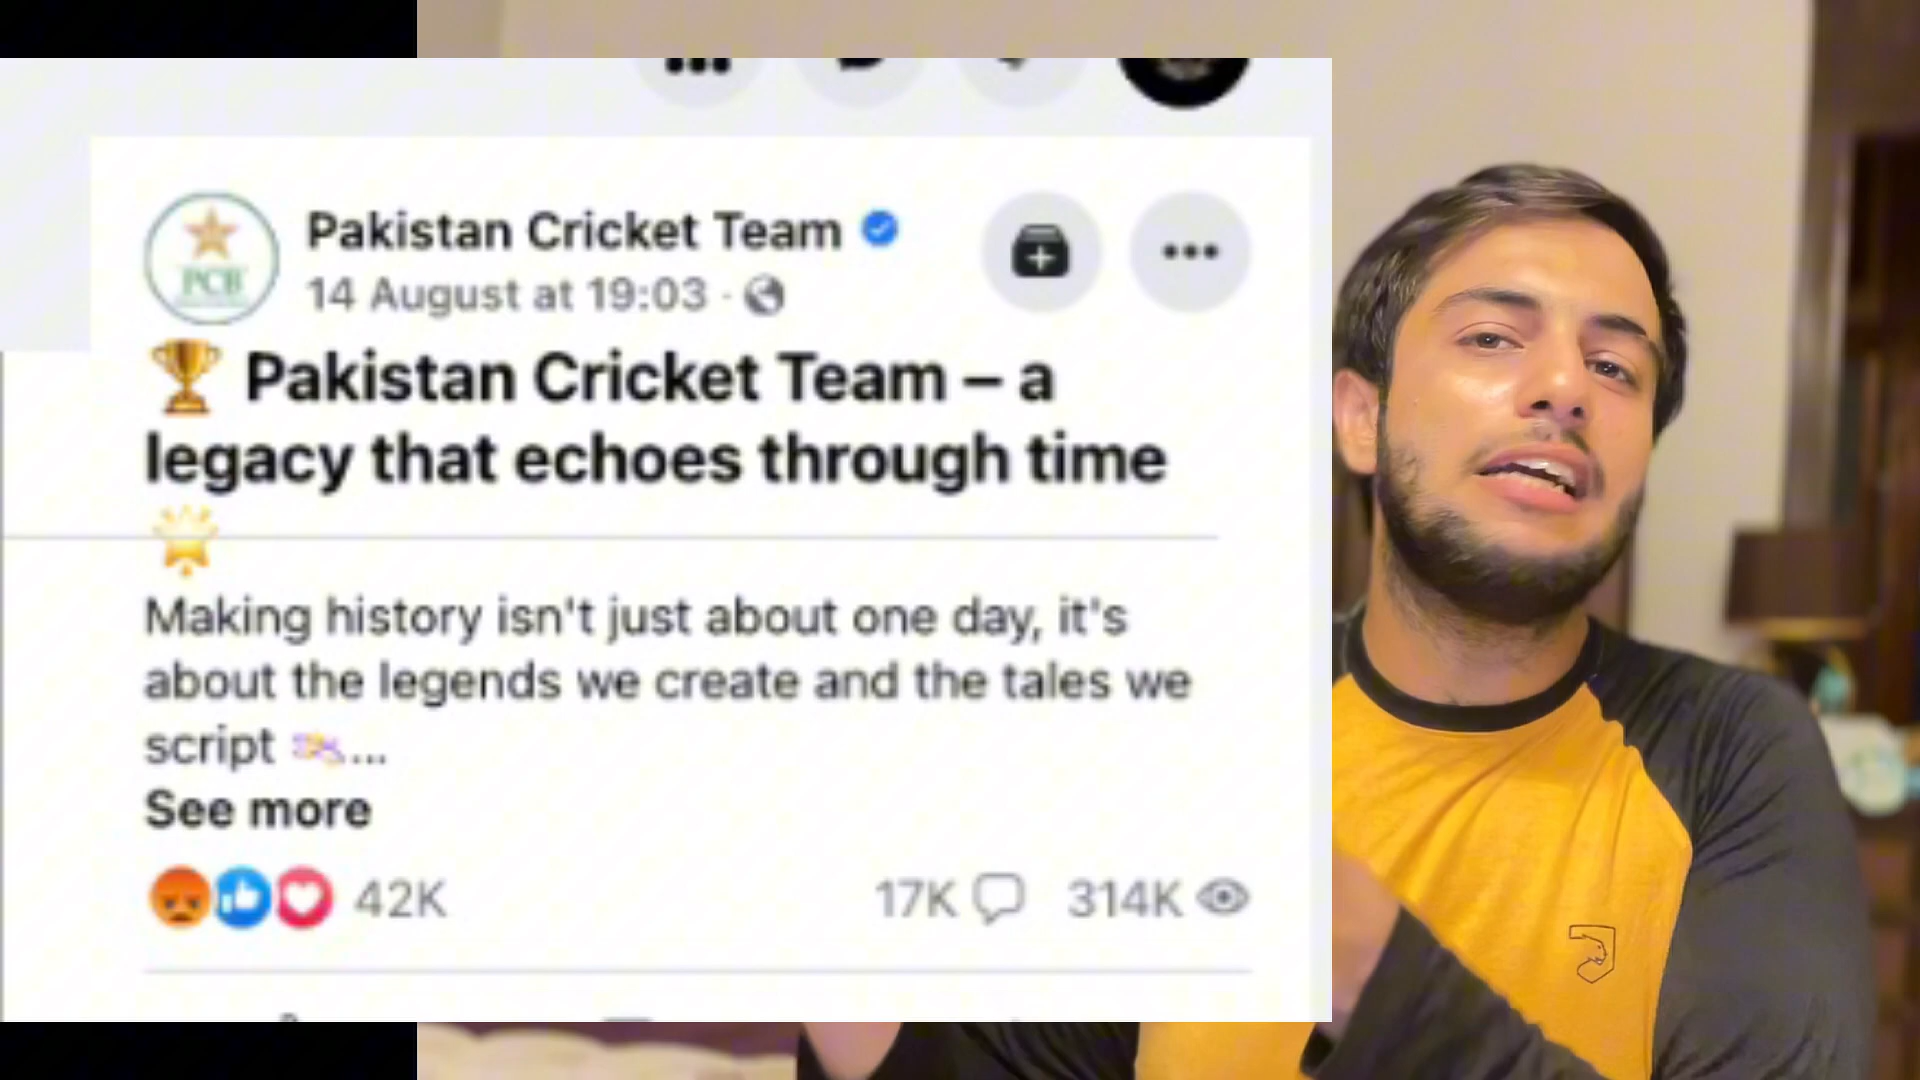 PCB
Pakistan Cricket Team
14 August at 19:03 ·
Pakistan Cricket Team – a
legacy that echoes through time
Making history isn't just about one day, it's
about the legends we create and the tales we
script ...
See more
42K 17K 314K